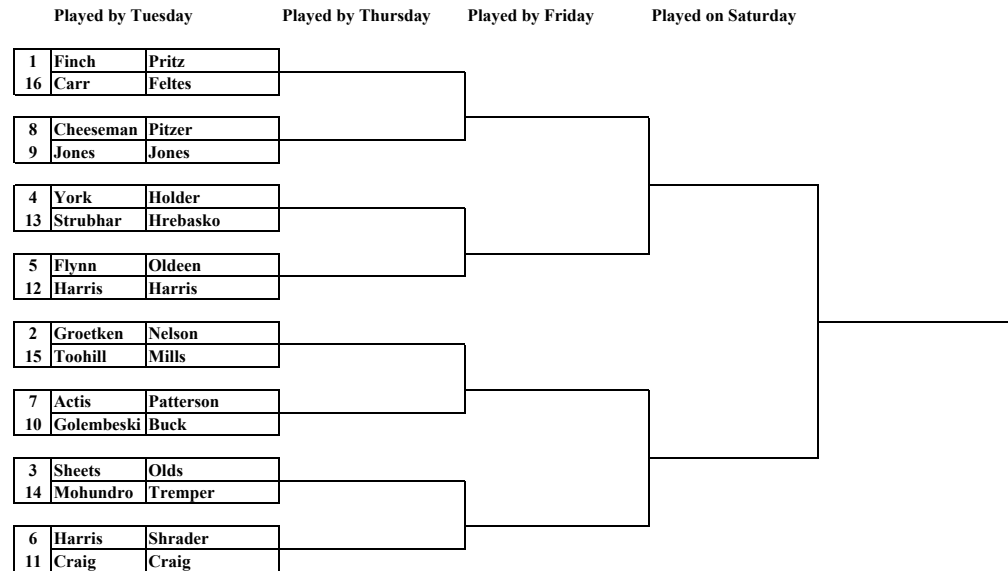 Played by Tuesday Played by Thursday Played by Friday Played on Saturday
1 Finch Pritz
16 Carr Feltes
8 Cheeseman Pitzer
9 Jones Jones
4 York Holder
13 Strubhar Hrebasko
5 Flynn Oldeen
12 Harris Harris
2 Groetken Nelson
15 Toohill Mills
7 Actis Patterson
10 Golembeski Buck
3 Sheets Olds
14 Mohundro Tremper
6 Harris Shrader
11 Craig Craig